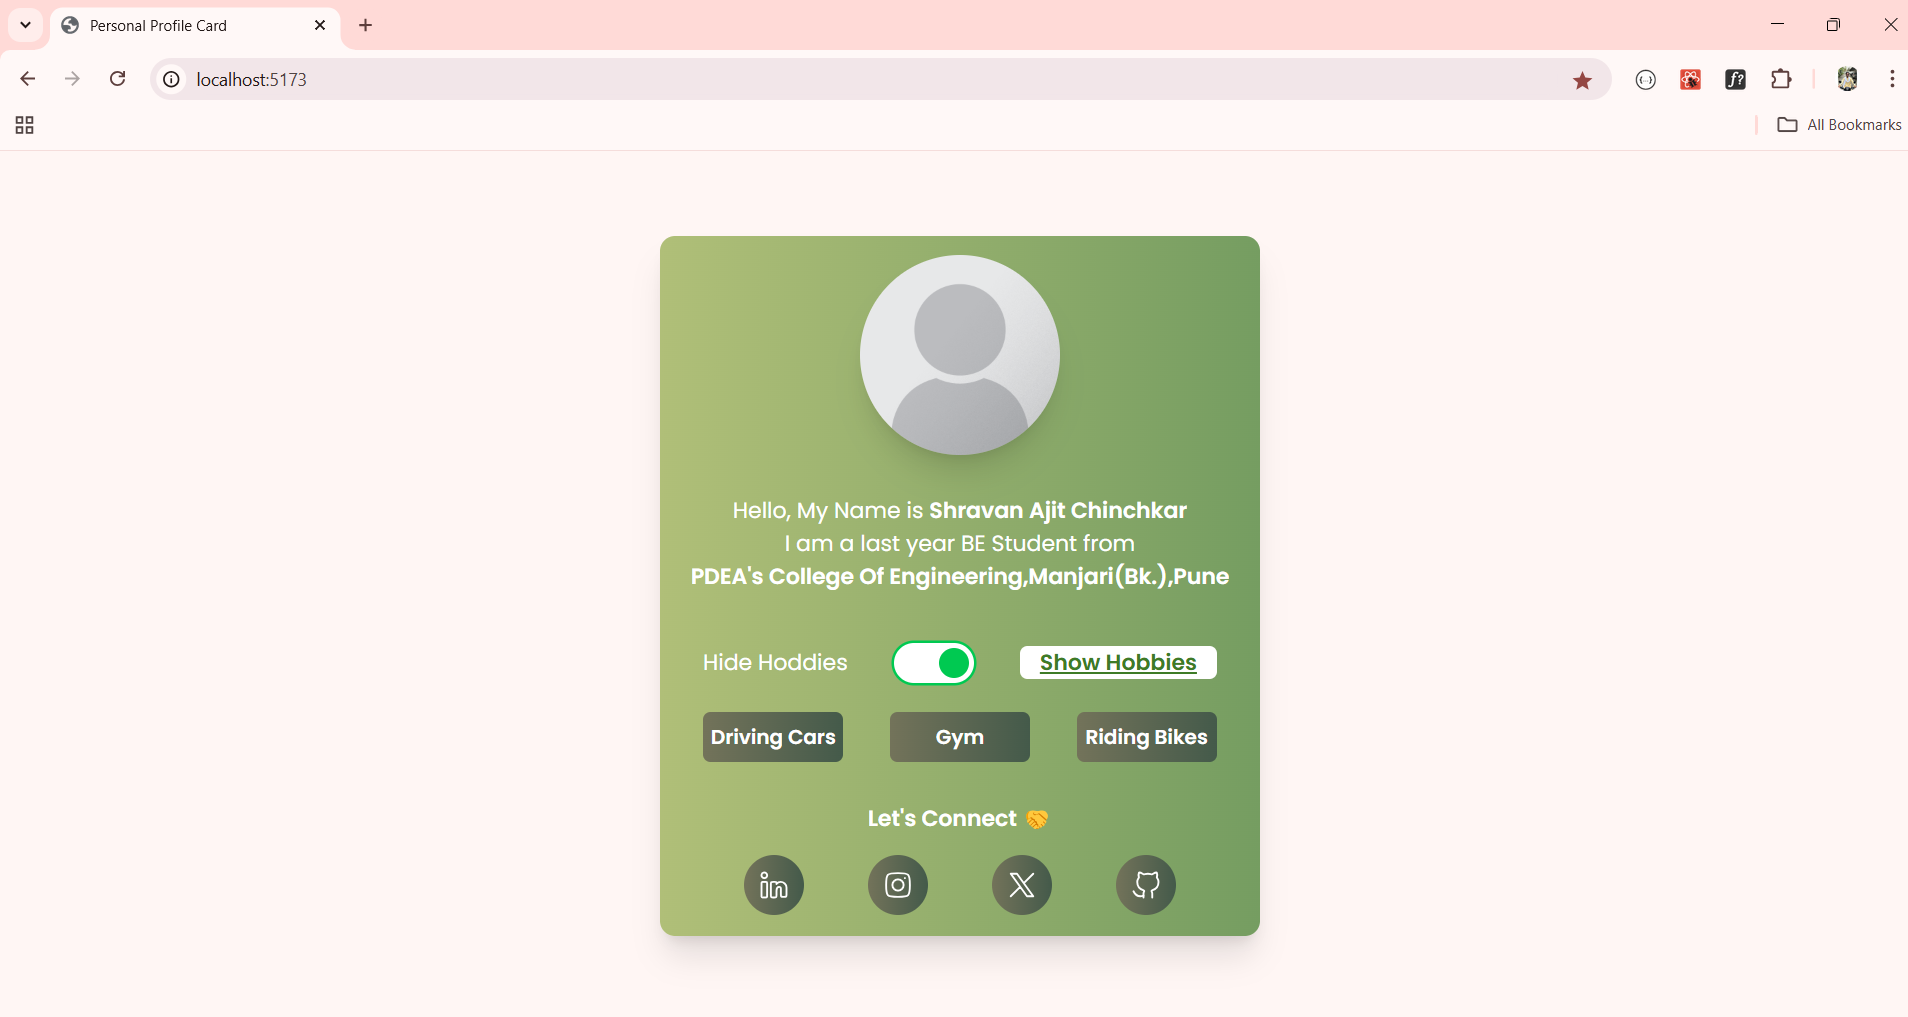 Personal Profile Card
localhost:5173
f?
All Bookmarks
Hello, My Name is Shravan Ajit Chinchkar
I am a last year BE Student from
PDEA's College Of Engineering,Manjari(Bk.),Pune
Hide Hoddies
Show Hobbies
Driving Cars
Gym
Riding Bikes
Let's Connect 🤝
in
X